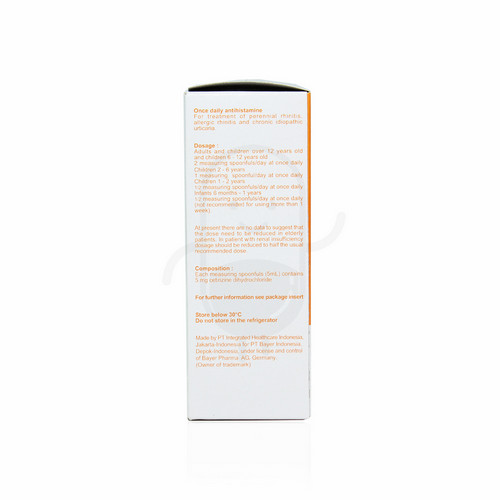 Once daily antihistamine
For treatment of perennial rhinitis,
allergic rhinitis and chronic idiopathic
urticaria.
Dosage :
Adults and children over 12 years old
and children 6 - 12 years old
2 measuring spoonfuls/day at once daily
Children 2 - 6 years
1 measuring spoonful/day at once daily
Children 1 - 2 years
1/2 measuring spoonfuls/day at once daily
Infants 6 months - 1 years
1/2 measuring spoonfuls/day at once daily
(not recommended for using more than 1
week)
At present there are no data to suggest that
the dose need to be reduced in elderly
patients. In patient with renal insufficiency
dosage should be reduced to half the usual
recommended dose.
Composition :
Each measuring spoonfuls (5mL) contains
5 mg cetirizine dihydrochloride
For further information see package insert
Store below 30°C
Do not store in the refrigerator
Made by PT Integrated Healthcare Indonesia,
Jakarta-Indonesia for PT Bayer Indonesia,
Depok-Indonesia, under license and control
of Bayer Pharma AG, Germany.
(Owner of trademark)